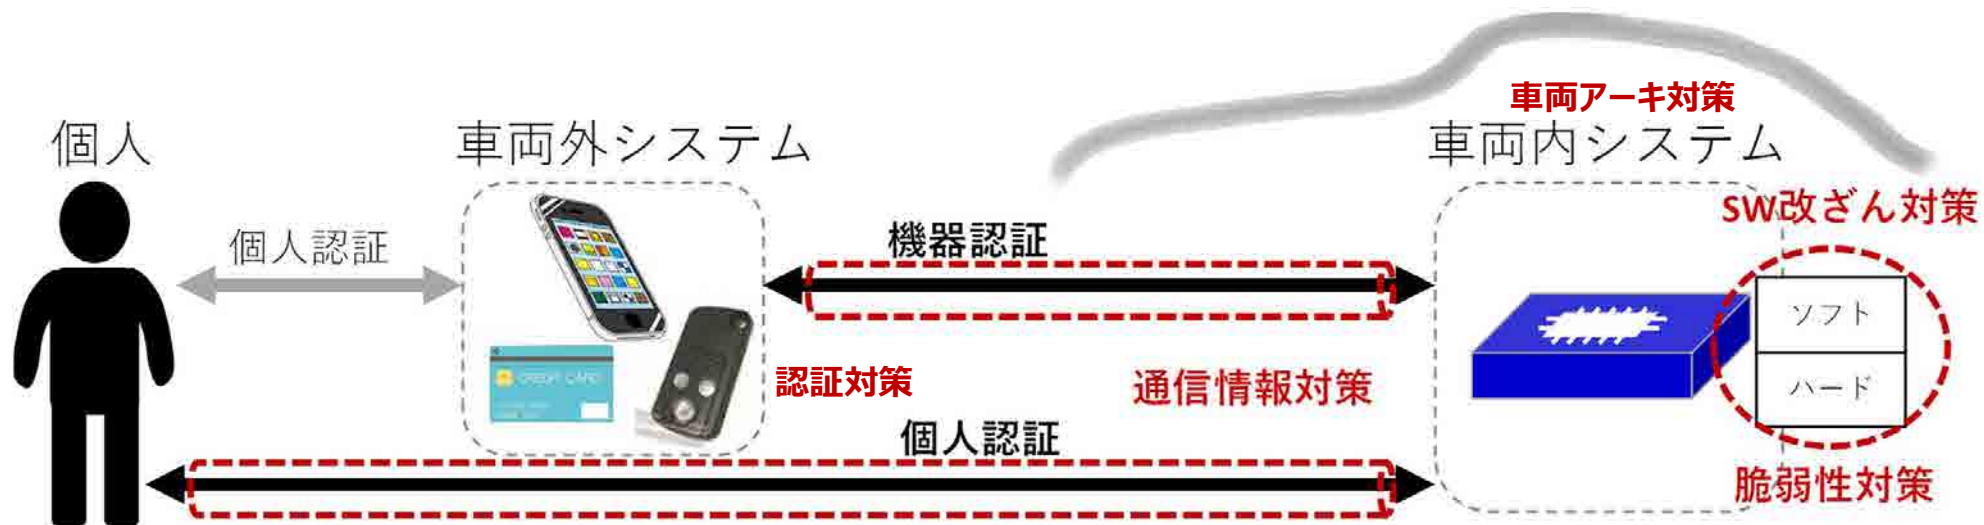 車両アーキ対策
個人
車両外システム
車両内システム
SW改ざん対策
個人認証
機器認証
ソフト
ハード
CREDIT CARD
認証対策
通信情報対策
個人認証
脆弱性対策